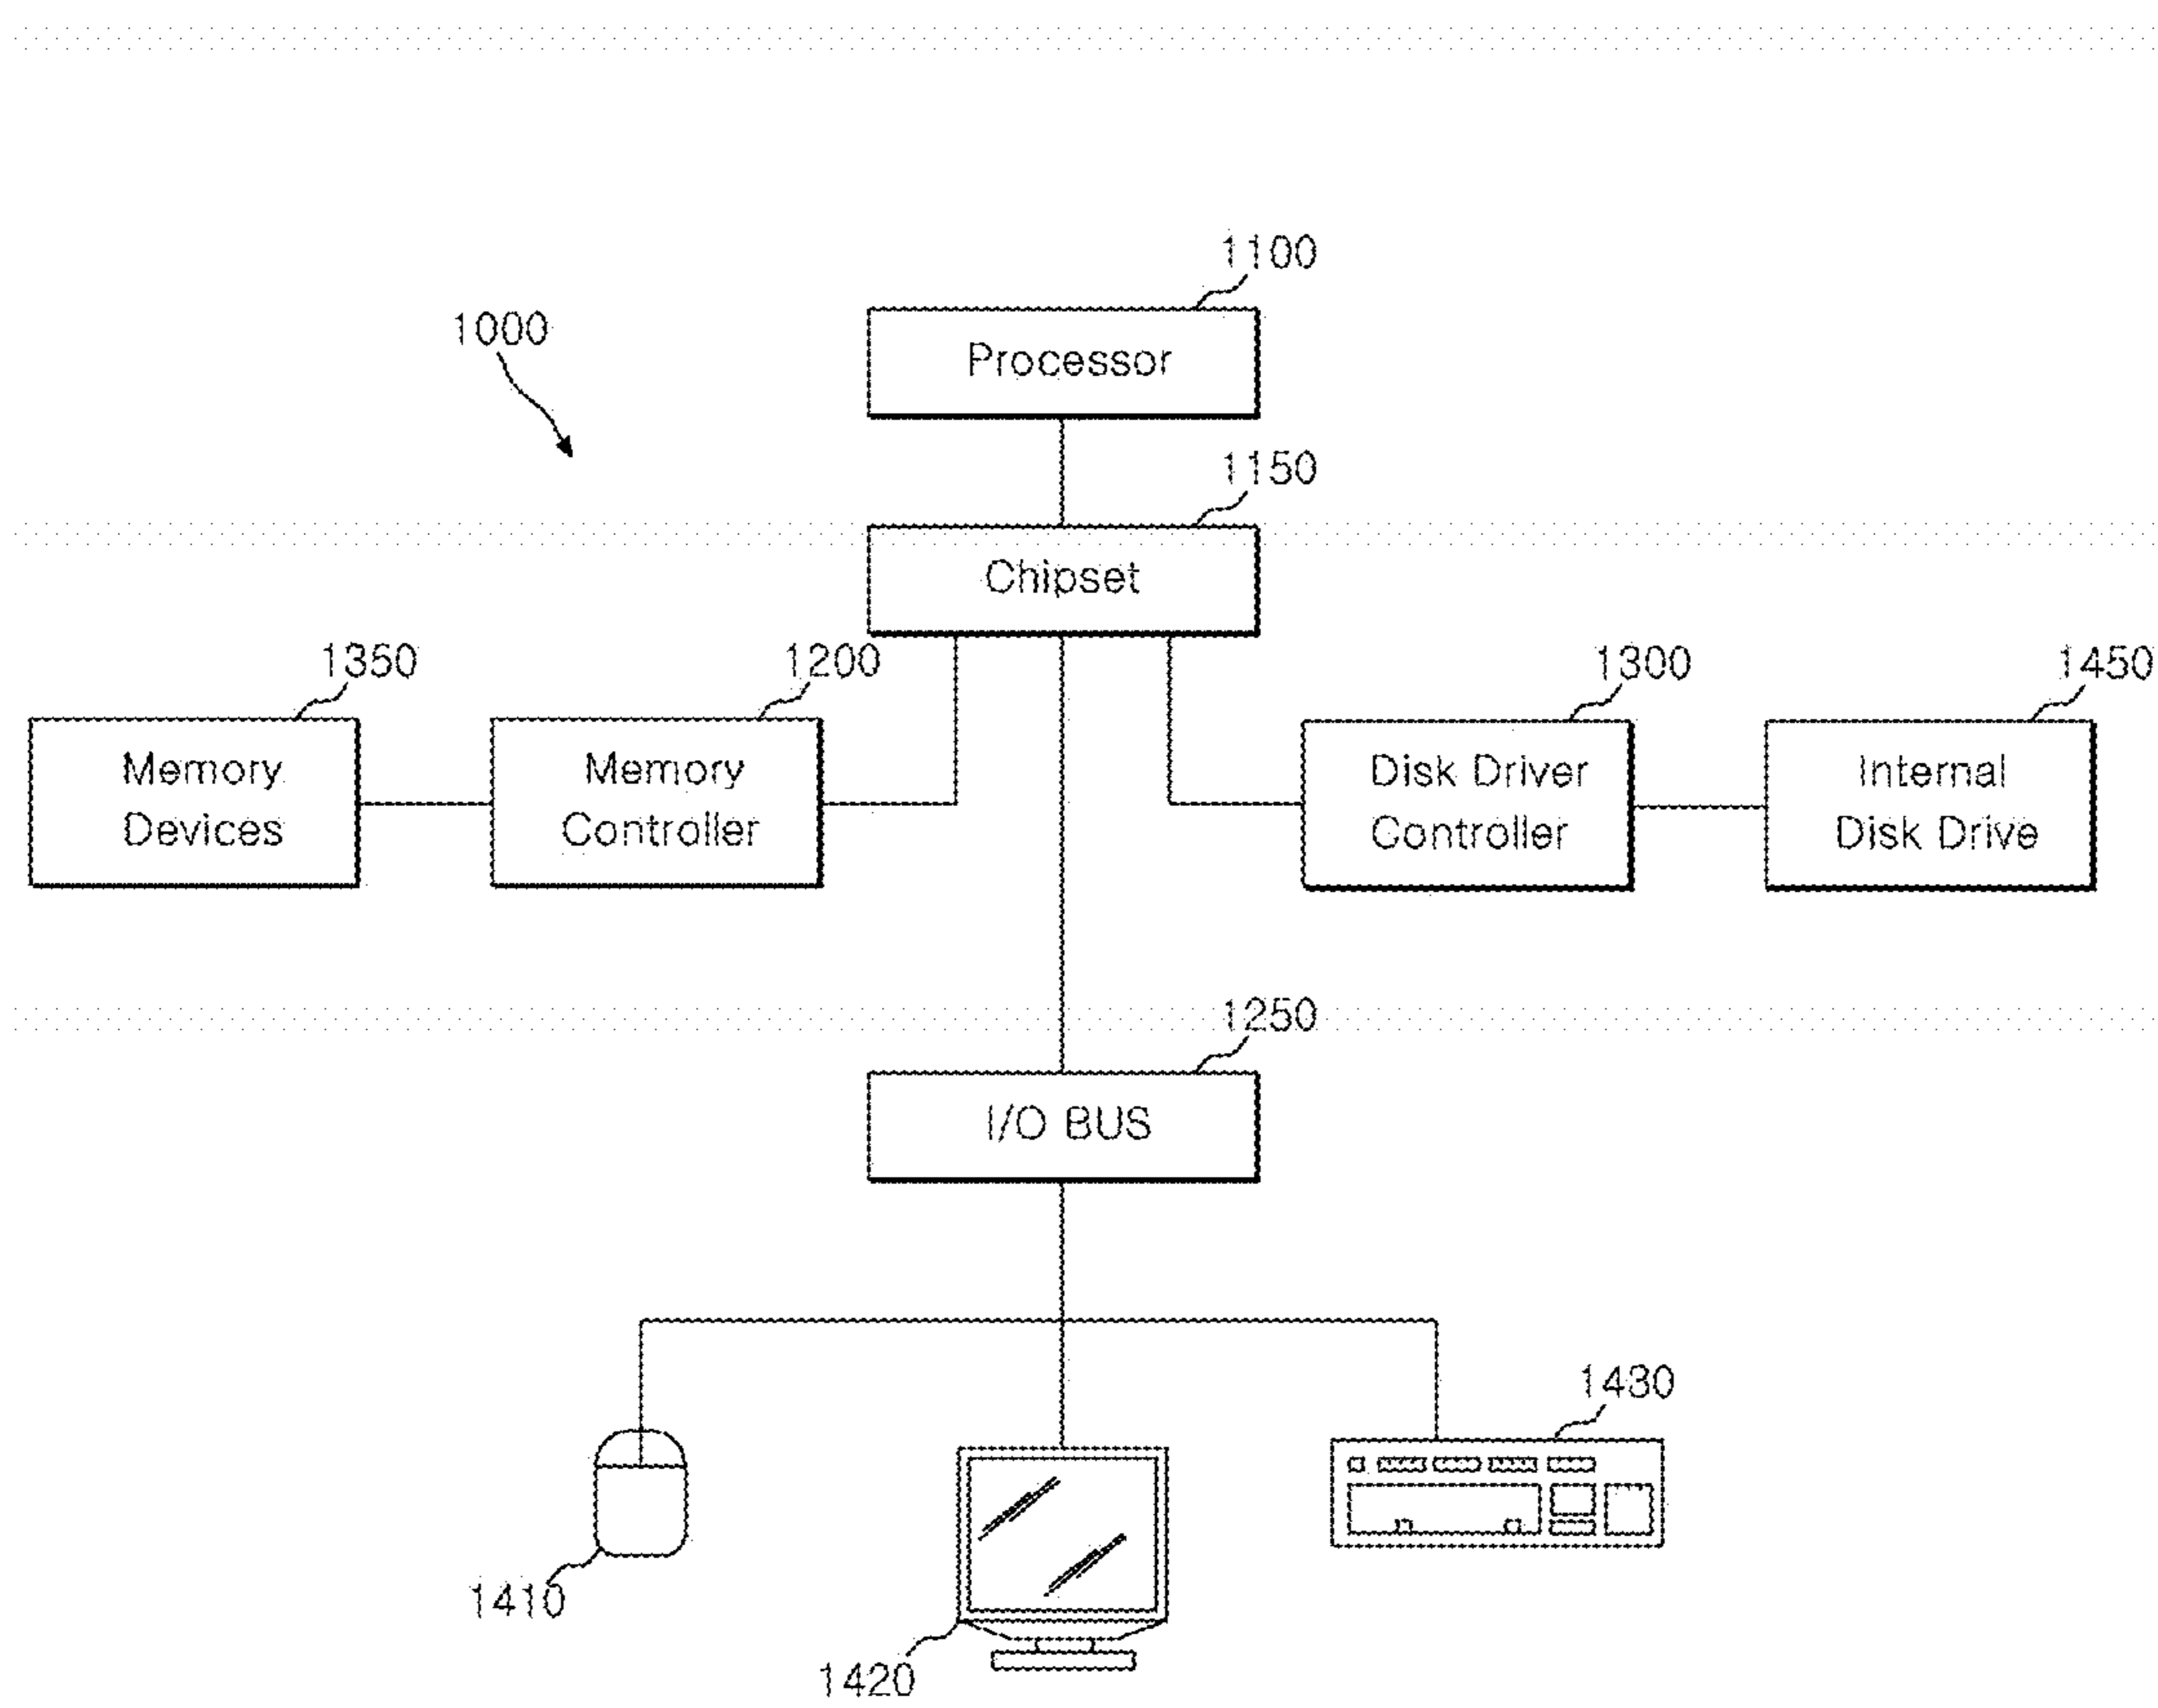 1100
1000
Processor
1150
Chipset
1350
1200
1300
1450
Memory
Devices
Memory
Controller
Disk Driver
Controller
Internal
Disk Drive
1250
I/O BUS
1430
1410
1420